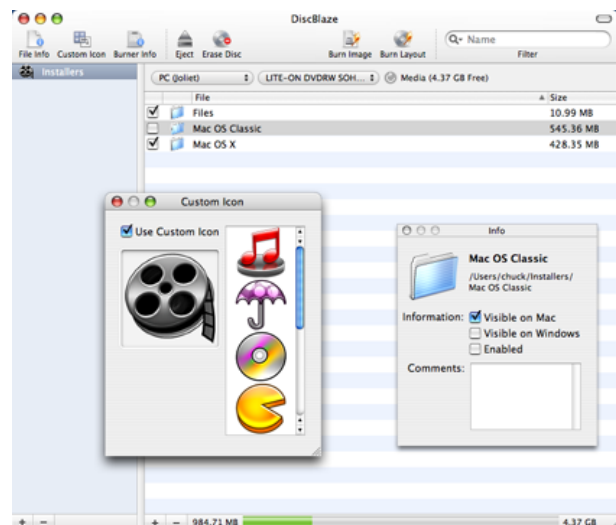 DiscBlaze
Name
File Info Custom Icon Burner Info Eject Erase Disc Burn Image Burn Layout Filter
Installers
PC (Joliet) LITE-ON DVDRW SOH... Media (4.37 GB Free)
File Size
Files 10.99 MB
Mac OS Classic 545.36 MB
Mac OS X 428.35 MB
Custom Icon
Use Custom Icon
Info
Mac OS Classic
/Users/chuck/Installers/
Mac OS Classic
Information: Visible on Mac
Visible on Windows
Enabled
Comments:
+ - + - 984.71 MB 4.37 GB